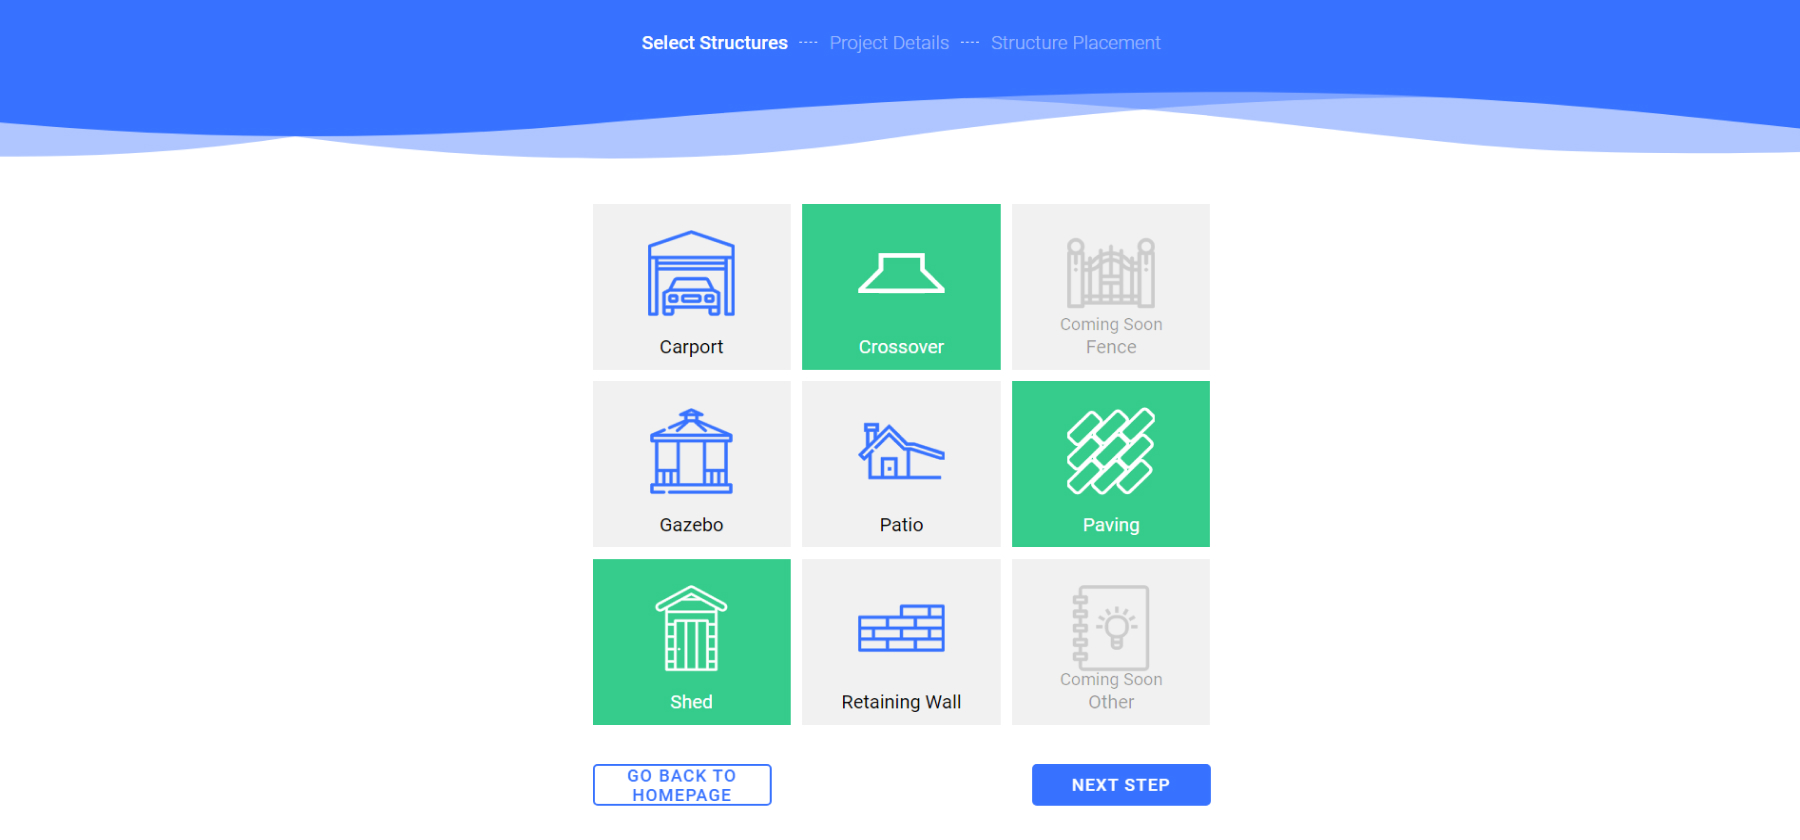 Select Structures ---- Project Details ---- Structure Placement
Carport
Crossover
Coming Soon
Fence
Gazebo
Patio
Paving
Shed
Retaining Wall
Coming Soon
Other
GO BACK TO
HOMEPAGE
NEXT STEP